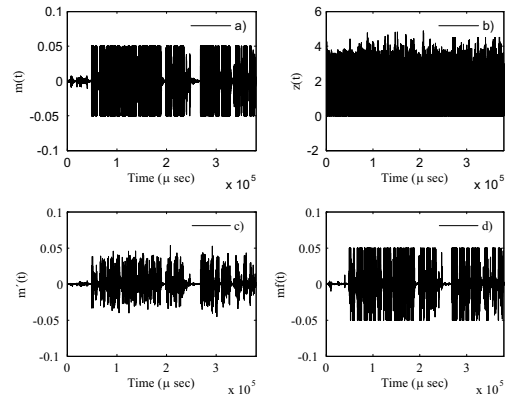 a)
0.1
0.05
0
-0.05
-0.1
m(t)
0 1 2 3
Time (μ sec)
x 10^5
b)
6
4
2
0
-2
z(t)
0 1 2 3
Time (μ sec)
x 10^5
c)
0.1
0.05
0
-0.05
-0.1
m´(t)
0 1 2 3
Time (μ sec)
x 10^5
d)
0.1
0.05
0
-0.05
-0.1
mf(t)
0 1 2 3
Time (μ sec)
x 10^5